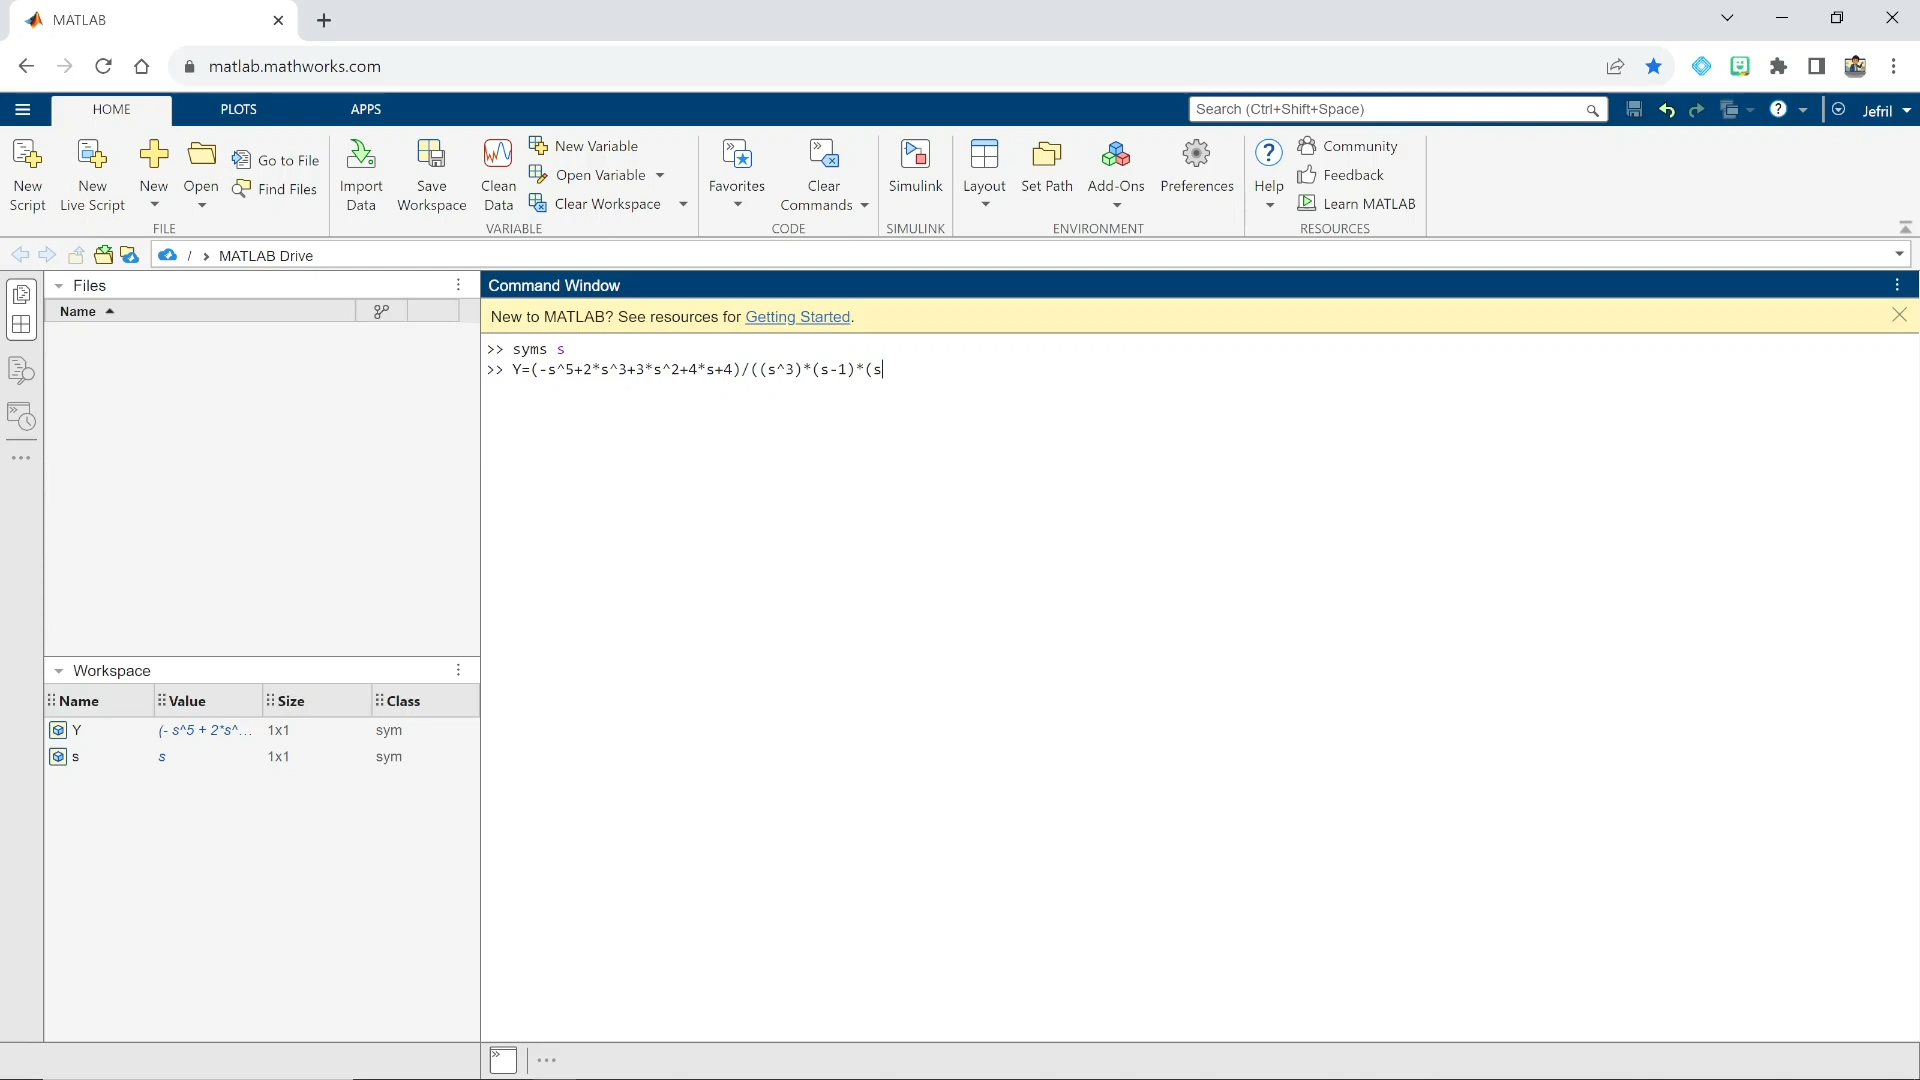 MATLAB
matlab.mathworks.com
HOME PLOTS APPS Search (Ctrl+Shift+Space) Jefril
New Script
New Live Script
New
Open
Go to File
Find Files
FILE
Import Data
Save Workspace
Clean Data
New Variable
Open Variable
Clear Workspace
VARIABLE
Favorites
Clear Commands
CODE
Simulink
SIMULINK
Layout
Set Path
Add-Ons
Preferences
ENVIRONMENT
Help
Community
Feedback
Learn MATLAB
RESOURCES
/ > MATLAB Drive
Files
Name
Command Window
New to MATLAB? See resources for Getting Started.
>> syms s
>> Y=(-s^5+2*s^3+3*s^2+4*s+4)/((s^3)*(s-1)*(s
Workspace
Name Value Size Class
Y (- s^5 + 2*s^... 1x1 sym
s s 1x1 sym